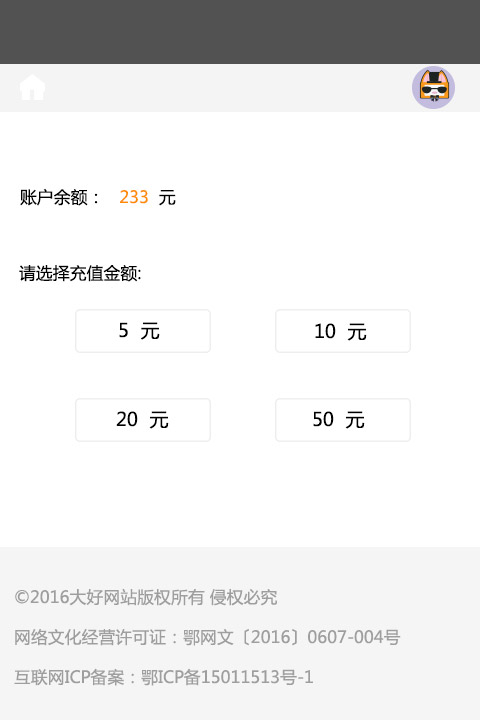 账户余额： 233 元
请选择充值金额:
5 元
10 元
20 元
50 元
©2016大好网站版权所有 侵权必究
网络文化经营许可证：鄂网文〔2016〕0607-004号
互联网ICP备案：鄂ICP备15011513号-1